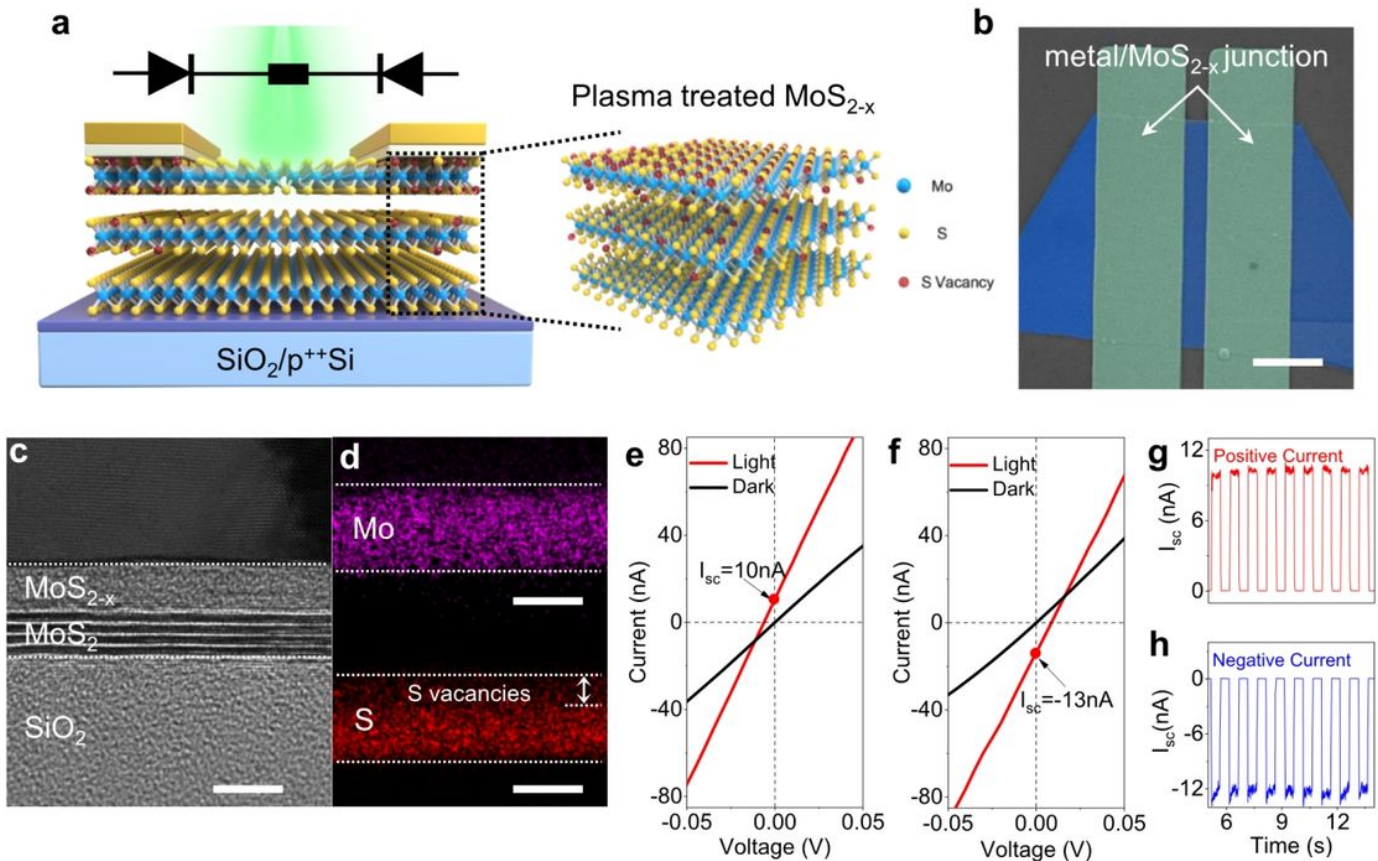 a
Plasma treated MoS2-x
Mo
S
S Vacancy
SiO2/p++Si
b
metal/MoS2-x junction
c
MoS2-x
MoS2
SiO2
d
Mo
S vacancies
S
e
Light
Dark
Isc=10nA
Current (nA)
80
40
0
-40
-80
-0.05
0.00
0.05
Voltage (V)
f
Light
Dark
Isc=-13nA
Current (nA)
80
40
0
-40
-80
-0.05
0.00
0.05
Voltage (V)
g
Positive Current
Isc (nA)
12
6
0
h
Negative Current
Isc(nA)
0
-6
-12
6
9
12
Time (s)